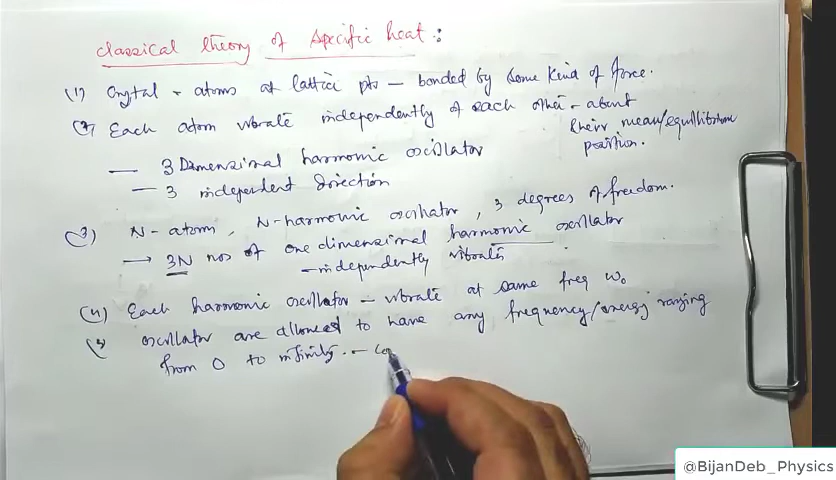 classical theory of specific heat :
(1) Crystal - atoms at lattice pts - bonded by some kind of force.
(2) Each atom vibrate independently of each other - about
their mean/equilibrium
position.
— 3 Dimensional harmonic oscillator
— 3 independent direction
(3) N-atom, N-harmonic oscillator, 3 degrees of freedom.
→ 3N nos of one dimensional harmonic oscillator
- independently vibrate
(4) Each harmonic oscillator - vibrate at same freq ω₀
(5) oscillator are allowed to have any frequency/energy ranging
from 0 to infinity. - co
@BijanDeb_Physics